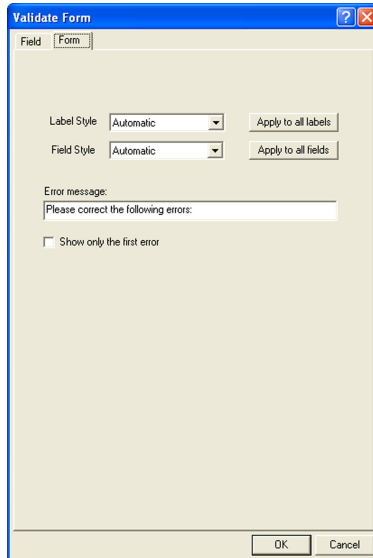 Validate Form
Field Form
Label Style Automatic Apply to all labels
Field Style Automatic Apply to all fields
Error message:
Please correct the following errors:
Show only the first error
OK Cancel